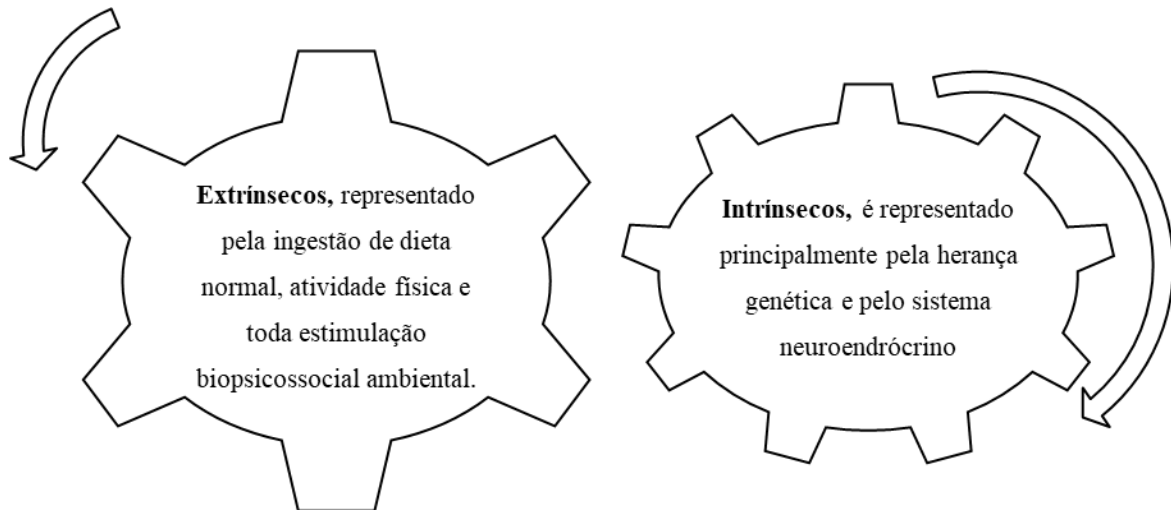 Extrínsecos, representado
pela ingestão de dieta
normal, atividade física e
toda estimulação
biopsicossocial ambiental.
Intrínsecos, é representado
principalmente pela herança
genética e pelo sistema
neuroendrócrino